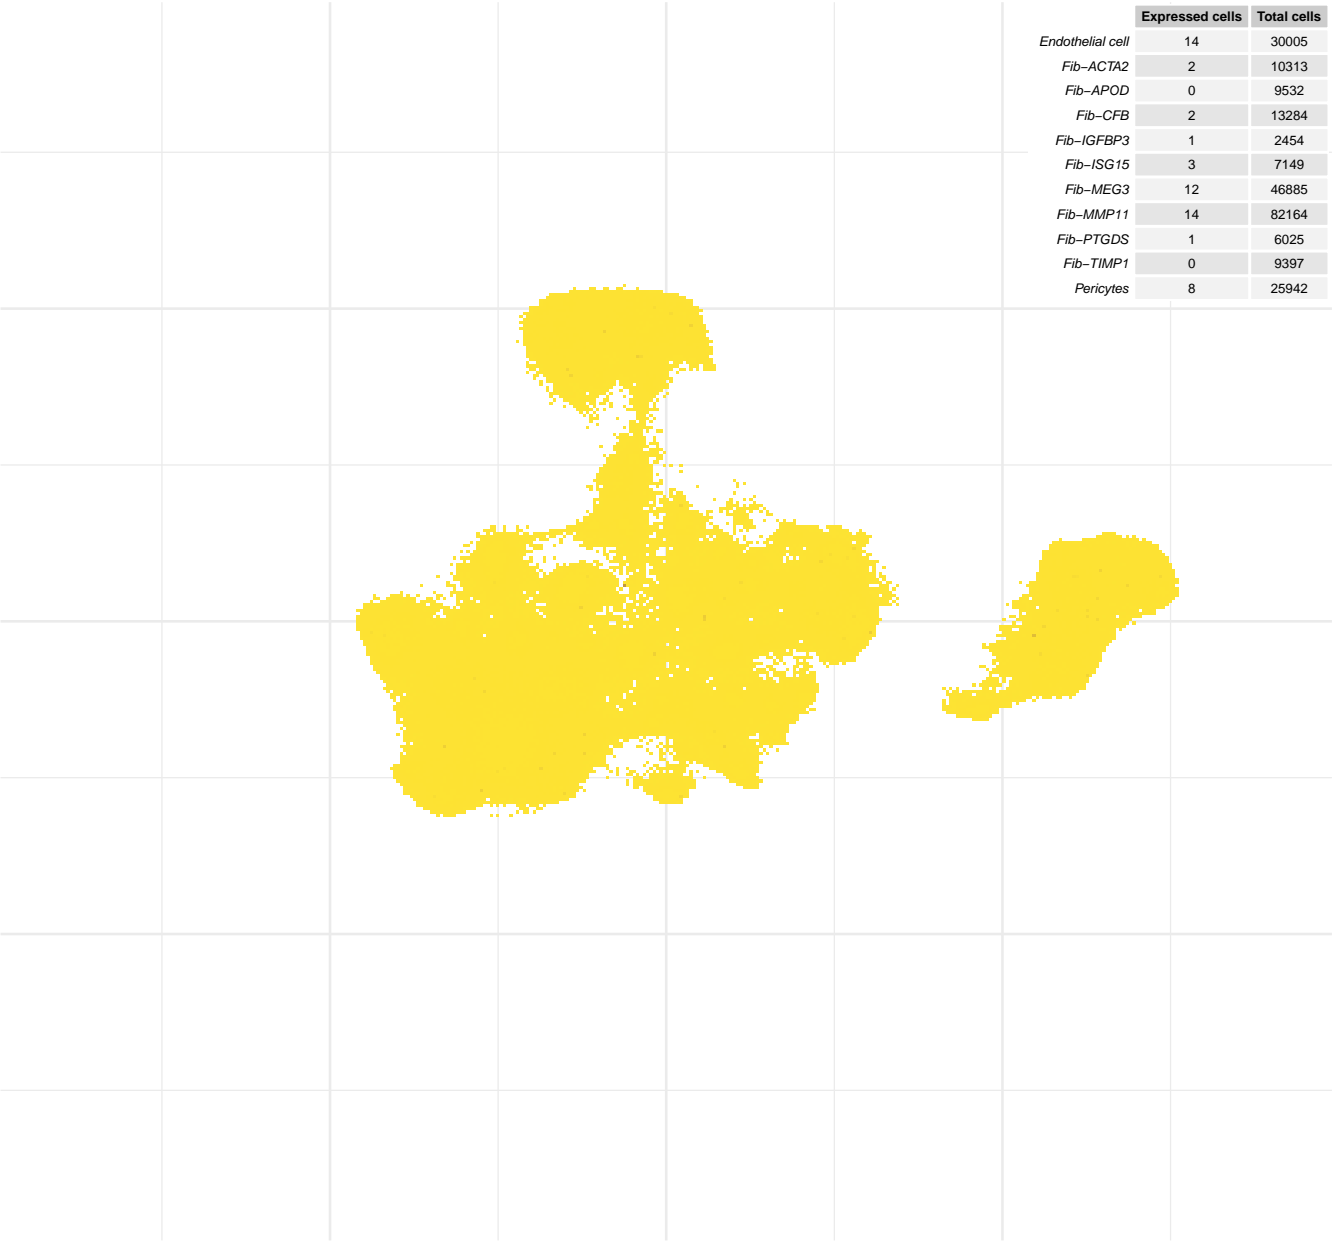 Expressed cells Total cells
Endothelial cell 14 30005
Fib−ACTA2 2 10313
Fib−APOD 0 9532
Fib−CFB 2 13284
Fib−IGFBP3 1 2454
Fib−ISG15 3 7149
Fib−MEG3 12 46885
Fib−MMP11 14 82164
Fib−PTGDS 1 6025
Fib−TIMP1 0 9397
Pericytes 8 25942